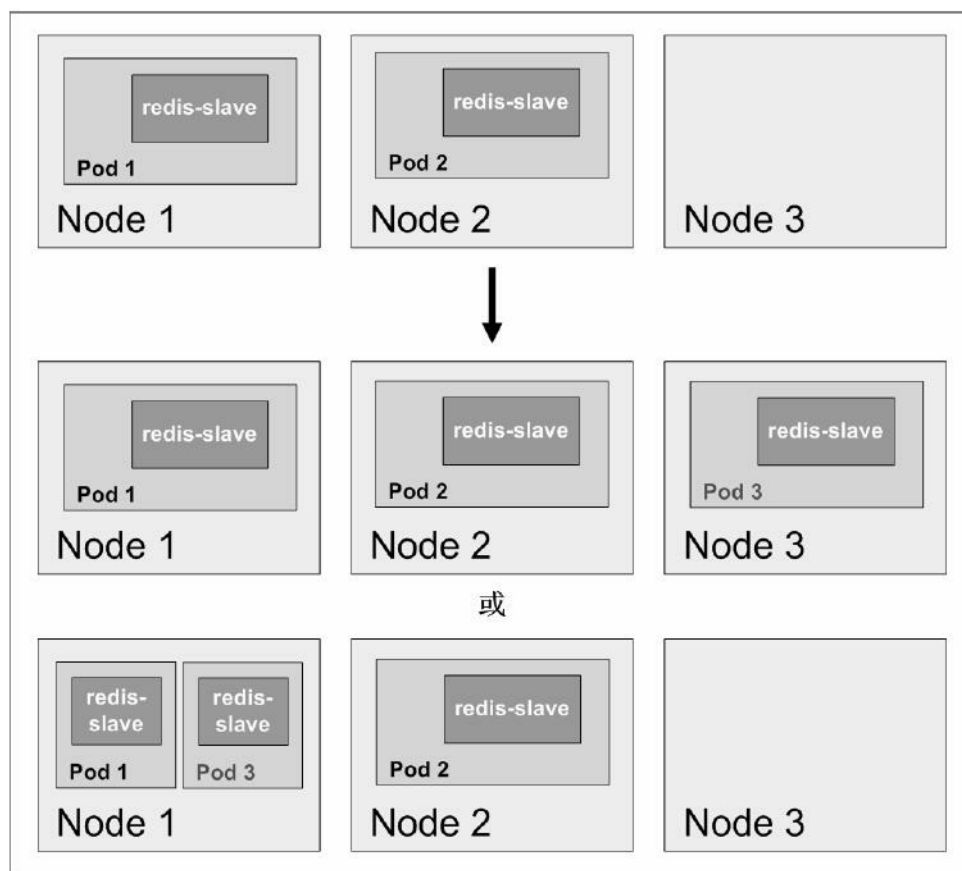 redis-slave
Pod 1
Node 1
redis-slave
Pod 2
Node 2
Node 3
redis-slave
Pod 1
Node 1
redis-slave
Pod 2
Node 2
redis-slave
Pod 3
Node 3
或
redis-
slave
Pod 1
redis-
slave
Pod 3
Node 1
redis-slave
Pod 2
Node 2
Node 3